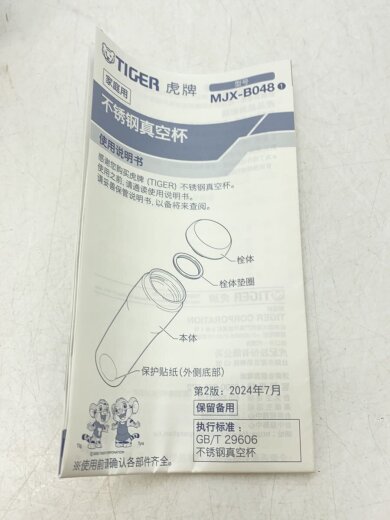 TIGER 虎牌
家庭用
型号
MJX-B048 ❶
不锈钢真空杯
使用说明书
感谢您购买虎牌 (TIGER) 不锈钢真空杯。
使用之前，请通读使用说明书。
请妥善保管说明书，以备将来查阅。
栓体
栓体垫圈
本体
保护贴纸(外侧底部)
第2版：2024年7月
保留备用
执行标准：
GB/T 29606
不锈钢真空杯
※使用前请确认各部件齐全。